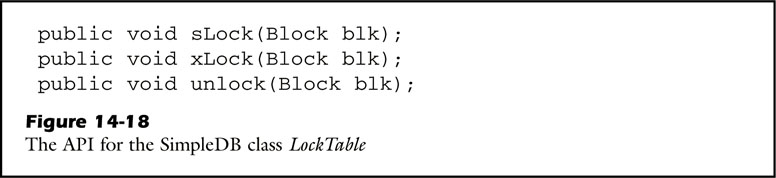 public void sLock(Block blk);
public void xLock(Block blk);
public void unlock(Block blk);
Figure 14-18
The API for the SimpleDB class LockTable